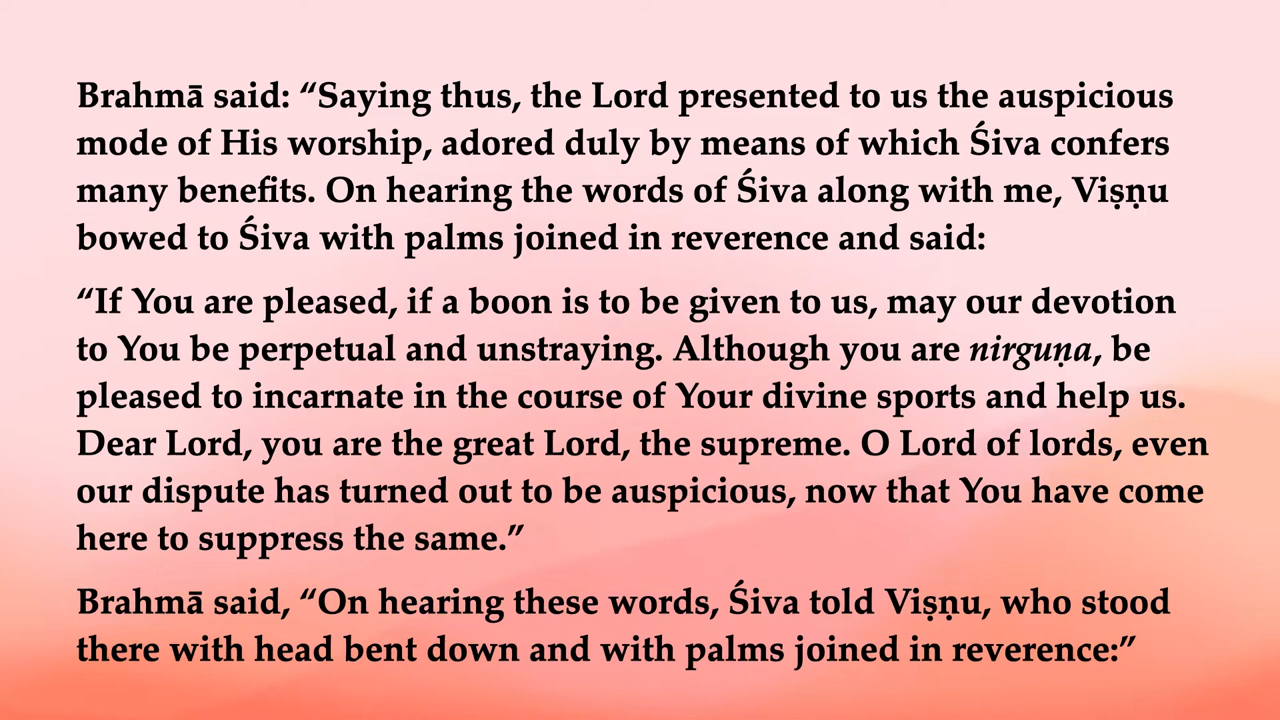 Brahmā said: “Saying thus, the Lord presented to us the auspicious
mode of His worship, adored duly by means of which Śiva confers
many benefits. On hearing the words of Śiva along with me, Viṣṇu
bowed to Śiva with palms joined in reverence and said:
“If You are pleased, if a boon is to be given to us, may our devotion
to You be perpetual and unstraying. Although you are nirguṇa, be
pleased to incarnate in the course of Your divine sports and help us.
Dear Lord, you are the great Lord, the supreme. O Lord of lords, even
our dispute has turned out to be auspicious, now that You have come
here to suppress the same.”
Brahmā said, “On hearing these words, Śiva told Viṣṇu, who stood
there with head bent down and with palms joined in reverence:”